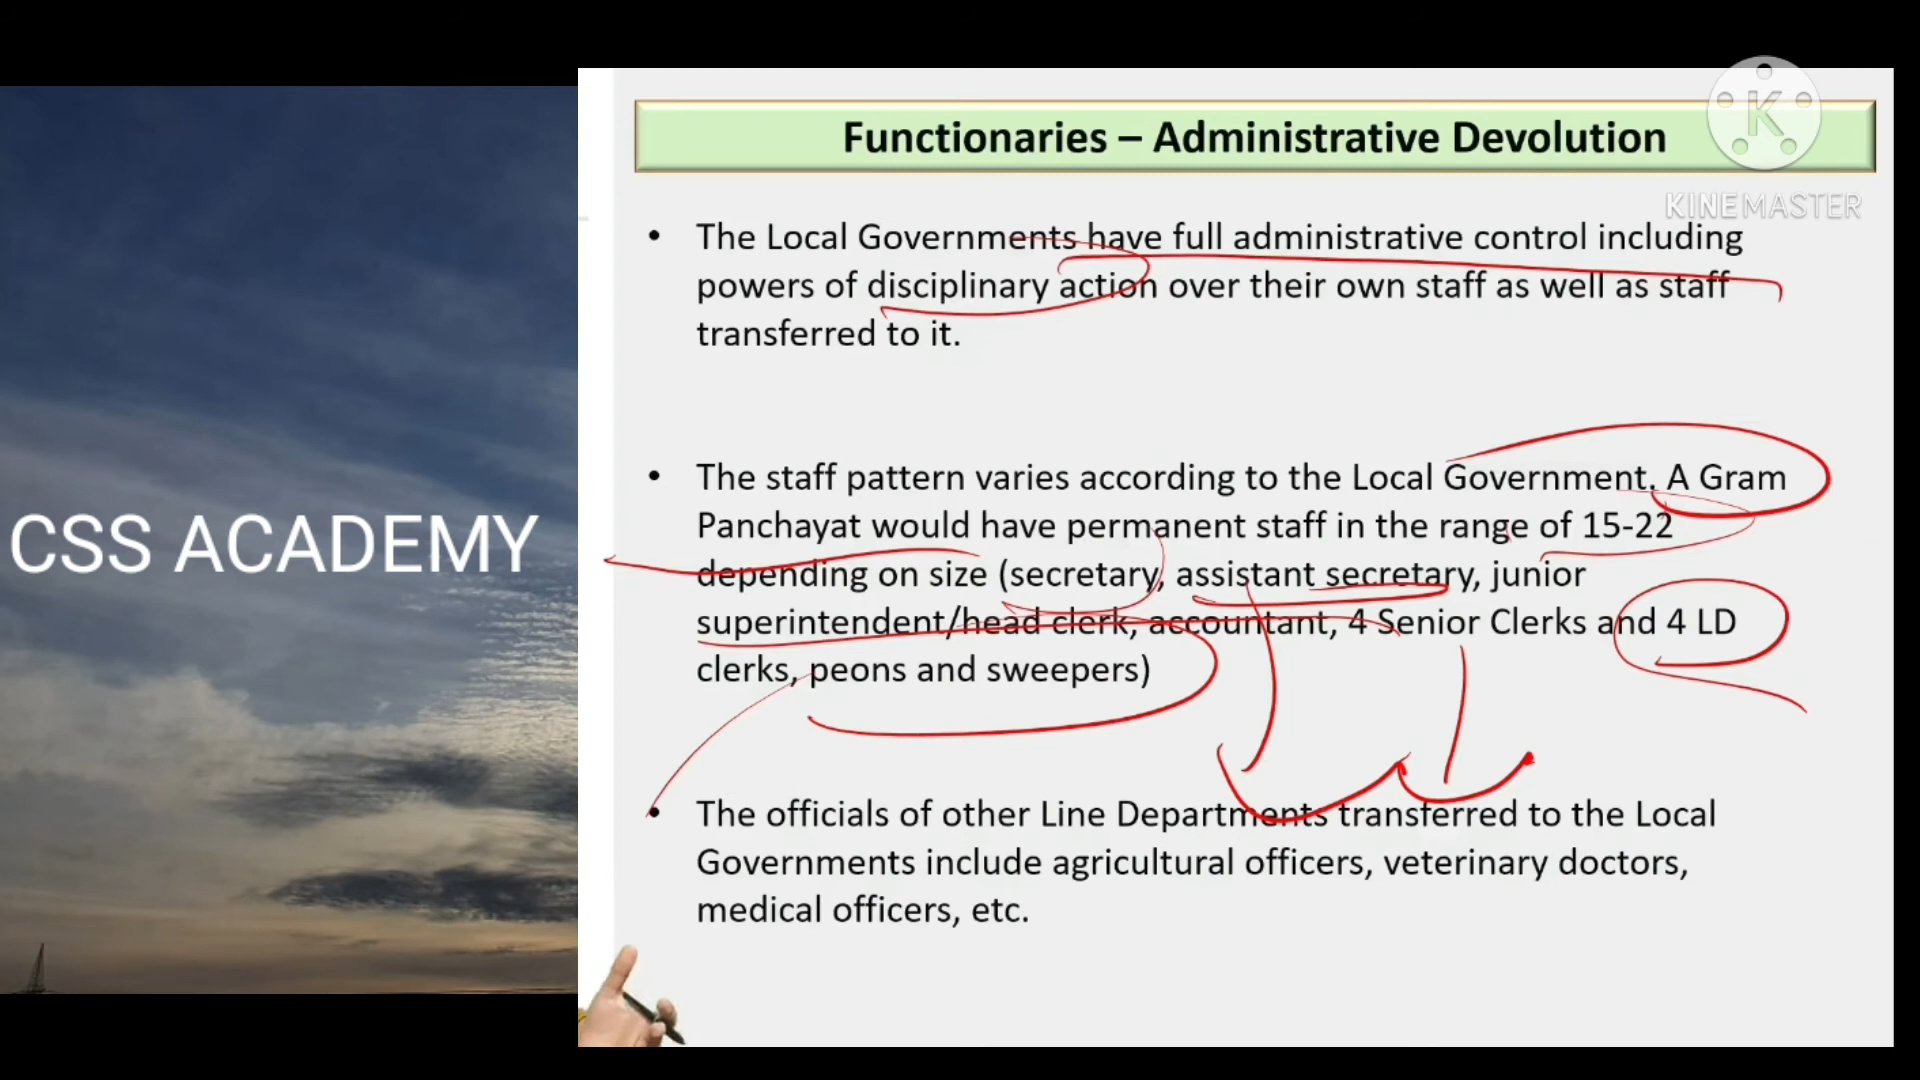 Functionaries – Administrative Devolution
K
KINEMASTER
• The Local Governments have full administrative control including
powers of disciplinary action over their own staff as well as staff
transferred to it.
• The staff pattern varies according to the Local Government. A Gram
Panchayat would have permanent staff in the range of 15-22
depending on size (secretary, assistant secretary, junior
superintendent/head clerk, accountant, 4 Senior Clerks and 4 LD
clerks, peons and sweepers)
• The officials of other Line Departments transferred to the Local
Governments include agricultural officers, veterinary doctors,
medical officers, etc.
CSS ACADEMY